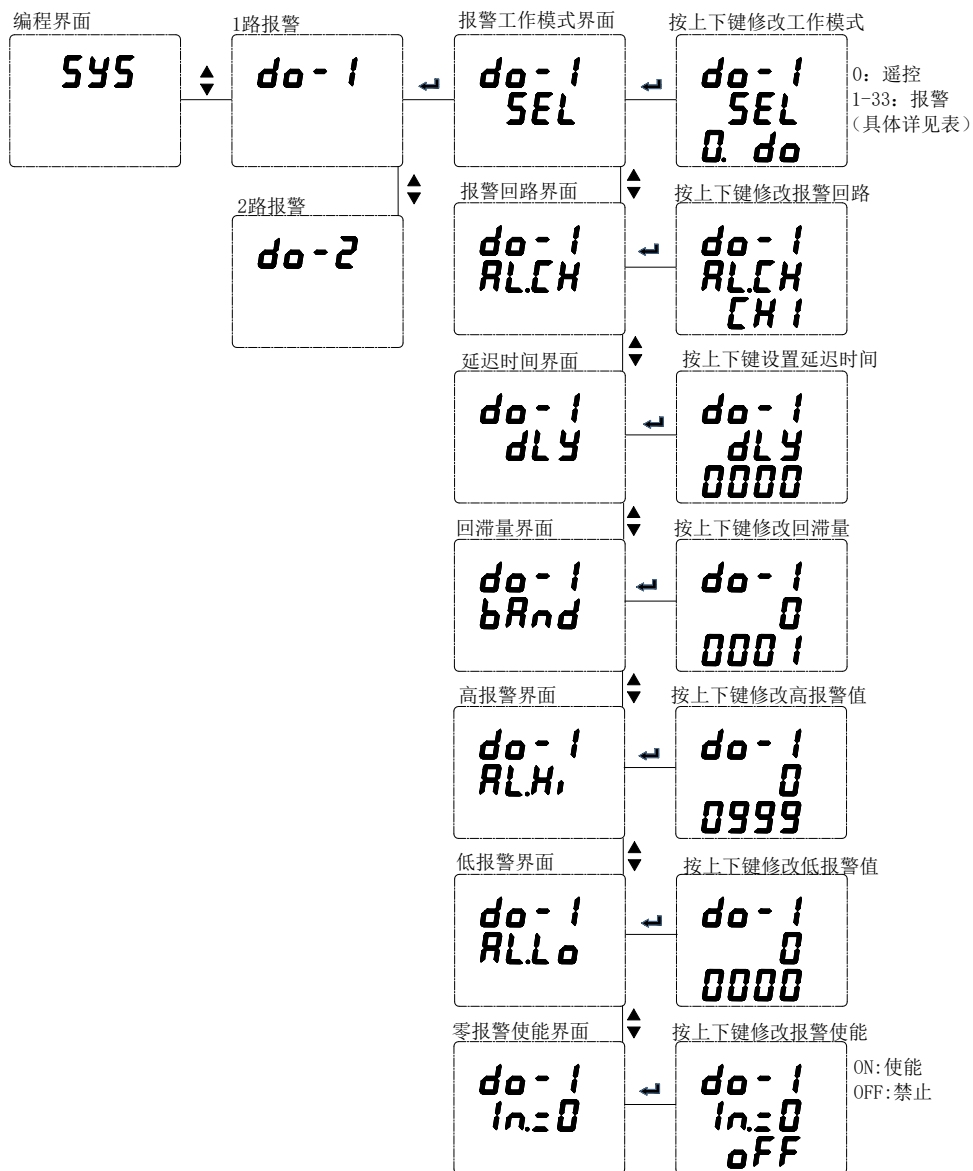 编程界面
SYS
1路报警
do-1
2路报警
do-2
报警工作模式界面
do-1
SEL
按上下键修改工作模式
do-1
SEL
0. do
0：遥控
1-33：报警
（具体详见表）
报警回路界面
do-1
AL.CH
按上下键修改报警回路
do-1
AL.CH
CH1
延迟时间界面
do-1
dLY
按上下键设置延迟时间
do-1
dLY
0000
回滞量界面
do-1
bAnd
按上下键修改回滞量
do-1
0
0001
高报警界面
do-1
AL.Hi
按上下键修改高报警值
do-1
0
0999
低报警界面
do-1
AL.Lo
按上下键修改低报警值
do-1
0
0000
零报警使能界面
do-1
In.=0
按上下键修改报警使能
do-1
In.=0
oFF
ON:使能
OFF:禁止